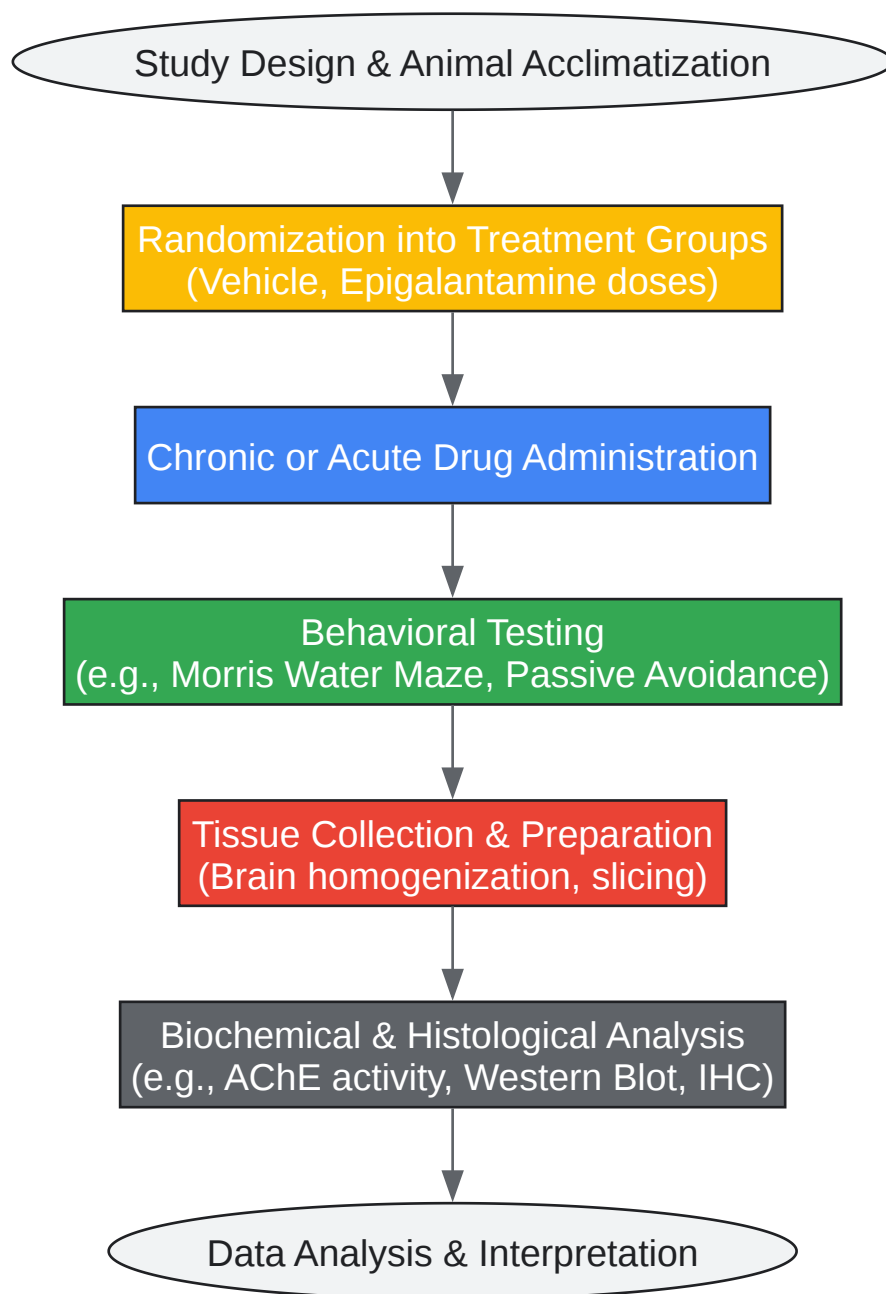 Study Design & Animal Acclimatization
Randomization into Treatment Groups
(Vehicle, Epigalantamine doses)
Chronic or Acute Drug Administration
Behavioral Testing
(e.g., Morris Water Maze, Passive Avoidance)
Tissue Collection & Preparation
(Brain homogenization, slicing)
Biochemical & Histological Analysis
(e.g., AChE activity, Western Blot, IHC)
Data Analysis & Interpretation